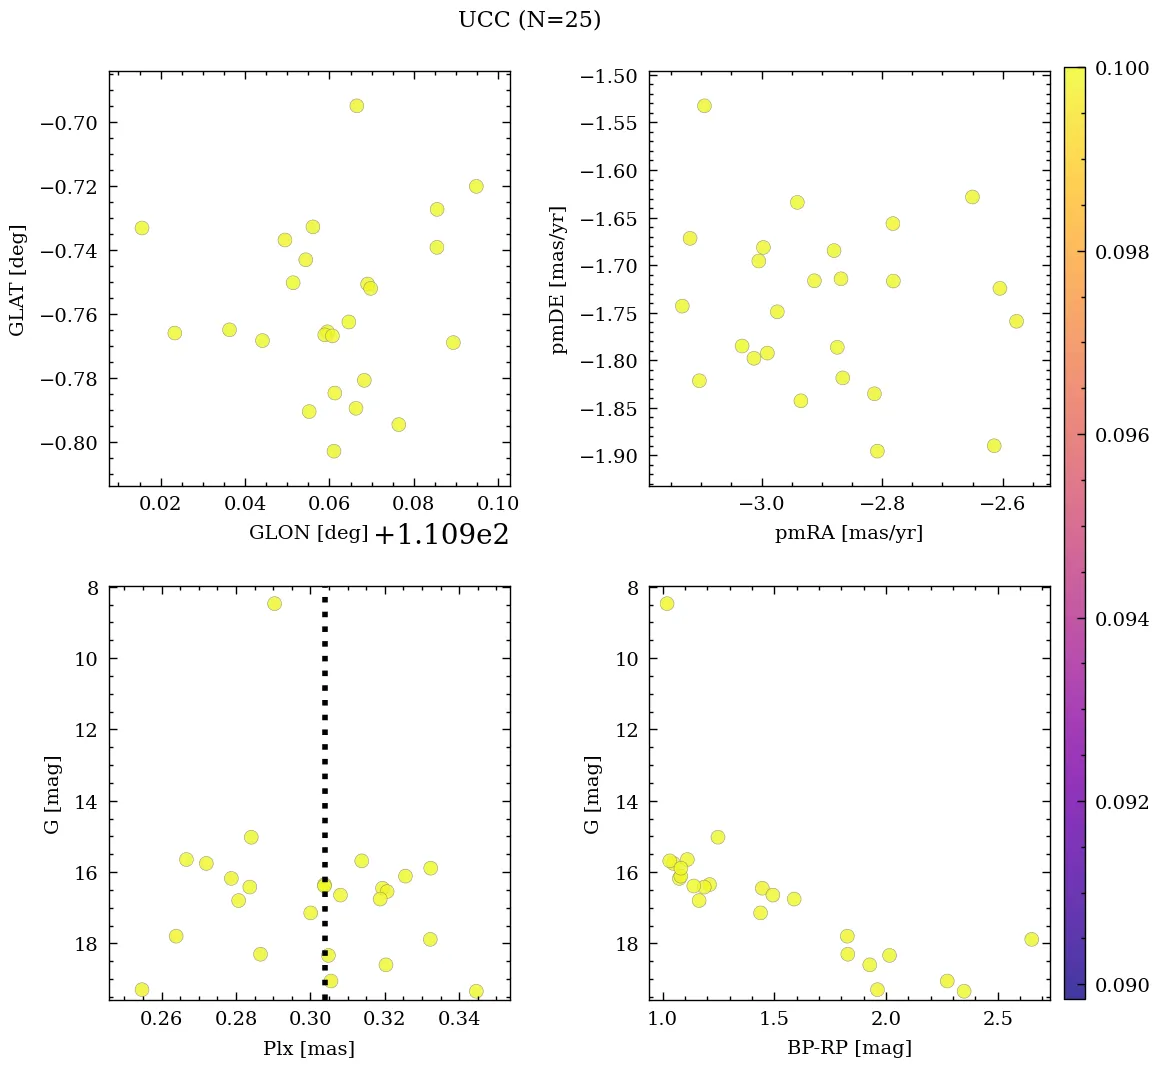 UCC (N=25)
−0.70
−0.72
−0.74
−0.76
−0.78
−0.80
GLAT [deg]
0.02 0.04 0.06 0.08 0.10
GLON [deg] +1.109e2
−1.50
−1.55
−1.60
−1.65
−1.70
−1.75
−1.80
−1.85
−1.90
pmDE [mas/yr]
−3.0 −2.8 −2.6
pmRA [mas/yr]
8
10
12
14
16
18
G [mag]
0.26 0.28 0.30 0.32 0.34
Plx [mas]
8
10
12
14
16
18
G [mag]
1.0 1.5 2.0 2.5
BP-RP [mag]
0.100
0.098
0.096
0.094
0.092
0.090